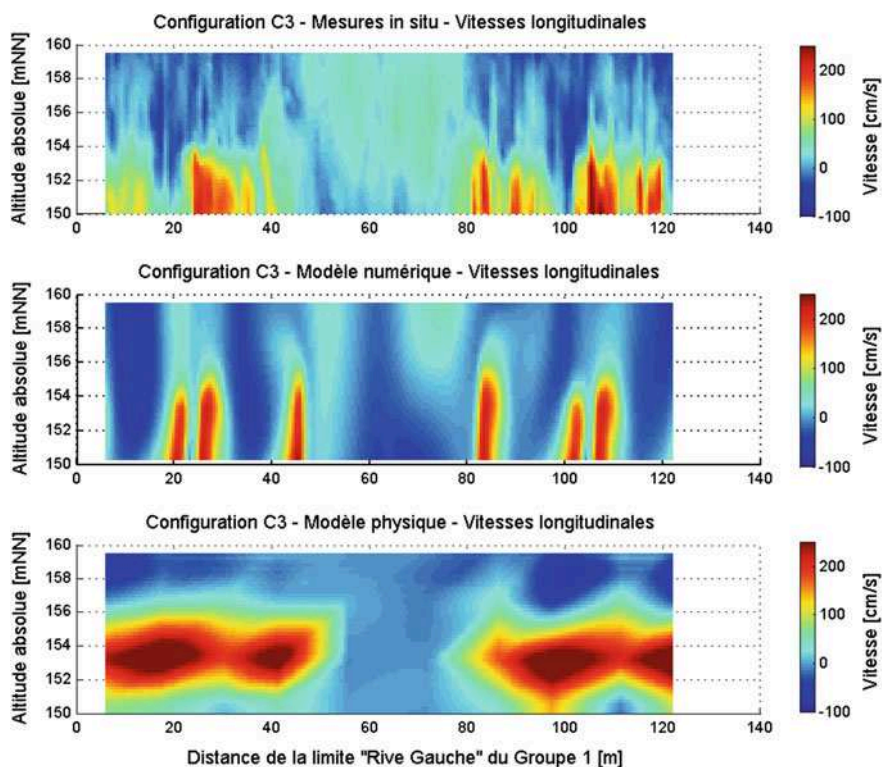 Configuration C3 - Mesures in situ - Vitesses longitudinales
Altitude absolue [mNN]
160
158
156
154
152
150
0 20 40 60 80 100 120 140
200
100
0
-100
Vitesse [cm/s]
Configuration C3 - Modèle numérique - Vitesses longitudinales
Altitude absolue [mNN]
160
158
156
154
152
150
0 20 40 60 80 100 120 140
200
100
0
-100
Vitesse [cm/s]
Configuration C3 - Modèle physique - Vitesses longitudinales
Altitude absolue [mNN]
160
158
156
154
152
150
0 20 40 60 80 100 120 140
200
100
0
-100
Vitesse [cm/s]
Distance de la limite "Rive Gauche" du Groupe 1 [m]